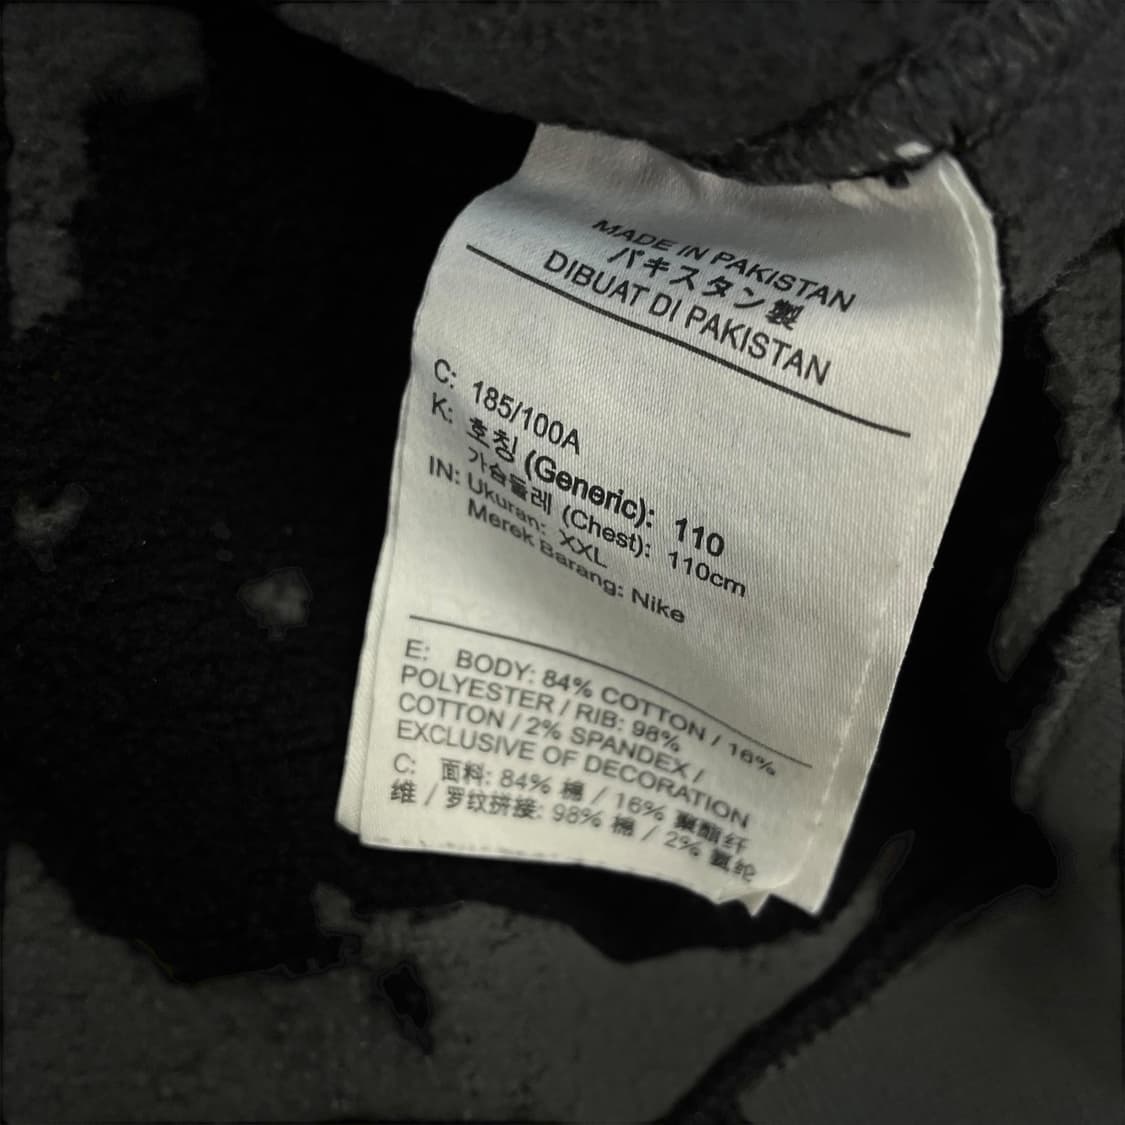 MADE IN PAKISTAN
パキスタン製
DIBUAT DI PAKISTAN
C: 185/100A
K: 호칭 (Generic): 110
가슴둘레 (Chest): 110cm
IN: Ukuran: XXL
Merek Barang: Nike
E: BODY: 84% COTTON / 16%
POLYESTER / RIB: 98%
COTTON / 2% SPANDEX /
EXCLUSIVE OF DECORATION
C: 面料: 84% 棉 / 16% 聚酯纤
维 / 罗纹拼接: 98% 棉 / 2% 氨纶